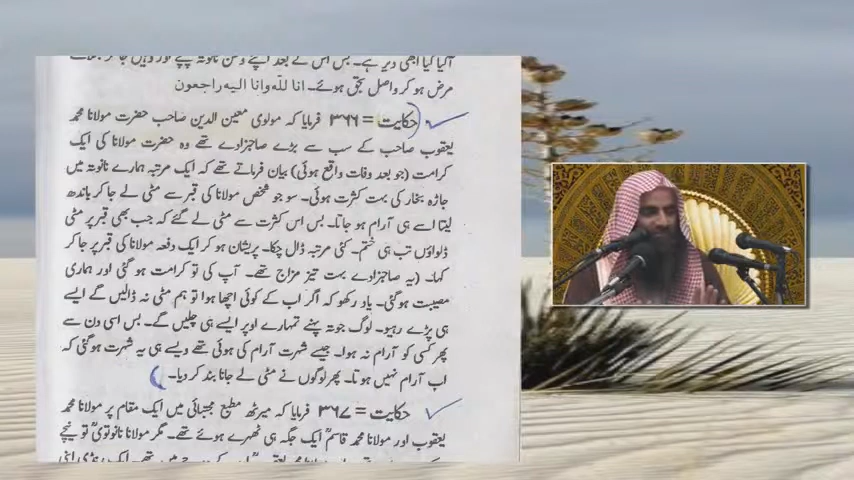 آکیا کیا ابھی دیر ہے۔ بس اس کے بعد اپنے وطن نانوتہ پہنچے اور وہیں جا کر
مرض ہو کر واصل بحق ہوئے۔ انا للہ وانا الیہ راجعون
(حکایت = ۳۶۶ فرمایا کہ مولوی معین الدین صاحب حضرت مولانا محمد
یعقوب صاحب کے سب سے بڑے صاحبزادے تھے وہ حضرت مولانا کی ایک
کرامت (جو بعد وفات واقع ہوئی) بیان فرماتے تھے کہ ایک مرتبہ ہمارے نانوتہ میں
جاڑہ بخار کی بہت کثرت ہوئی۔ سو جو شخص مولانا کی قبر سے مٹی لے جا کر باندھ
لیتا اسے ہی آرام ہو جاتا۔ بس اس کثرت سے مٹی لے گئے کہ جب بھی قبر پر مٹی
ڈلواؤں تب ہی ختم۔ کئی مرتبہ ڈال چکا۔ پریشان ہو کر ایک دفعہ مولانا کی قبر پر جا کر
کہا۔ (یہ صاحبزادے بہت تیز مزاج تھے۔ آپ کی تو کرامت ہو گئی اور ہماری
مصیبت ہوگئی۔ یاد رکھو کہ اگر اب کے کوئی اچھا ہوا تو ہم مٹی نہ ڈالیں گے ایسے
ہی پڑے رہیو۔ لوگ جوتہ پہنے تمہارے اوپر ایسے ہی چلیں گے۔ بس اسی دن سے
پھر کسی کو آرام نہ ہوا۔ جیسے شہرت آرام کی ہوئی تھے ویسے ہی یہ شہرت ہوگئی کہ
اب آرام نہیں ہوتا۔ پھر لوگوں نے مٹی لے جانا بند کر دیا۔
حکایت = ۳۶۷ فرمایا کہ میرٹھ مطبع مجتبائی میں ایک مقام پر مولانا محمد
یعقوب اور مولانا محمد قاسمؒ ایک جگہ ہی ٹھہرے ہوئے تھے۔ مگر مولانا نانوتویؒ تو نیچے